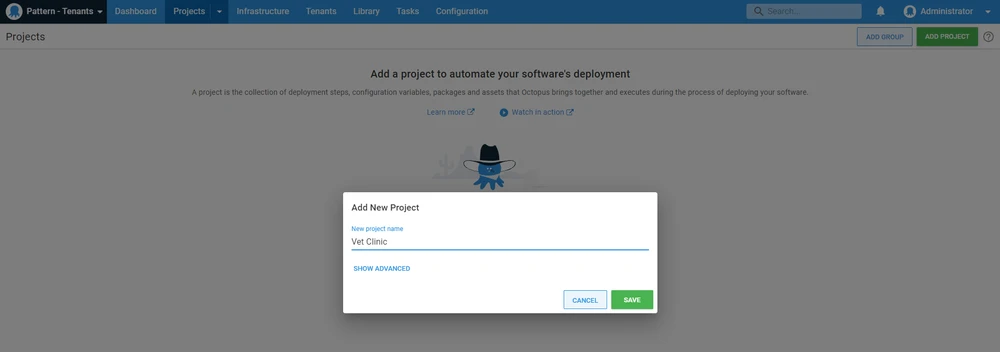 Pattern - Tenants Dashboard Projects Infrastructure Tenants Library Tasks Configuration Search... Administrator
Projects ADD GROUP ADD PROJECT
Add a project to automate your software's deployment
A project is the collection of deployment steps, configuration variables, packages and assets that Octopus brings together and executes during the process of deploying your software.
Learn more Watch in action
Add New Project
New project name
Vet Clinic
SHOW ADVANCED
CANCEL SAVE